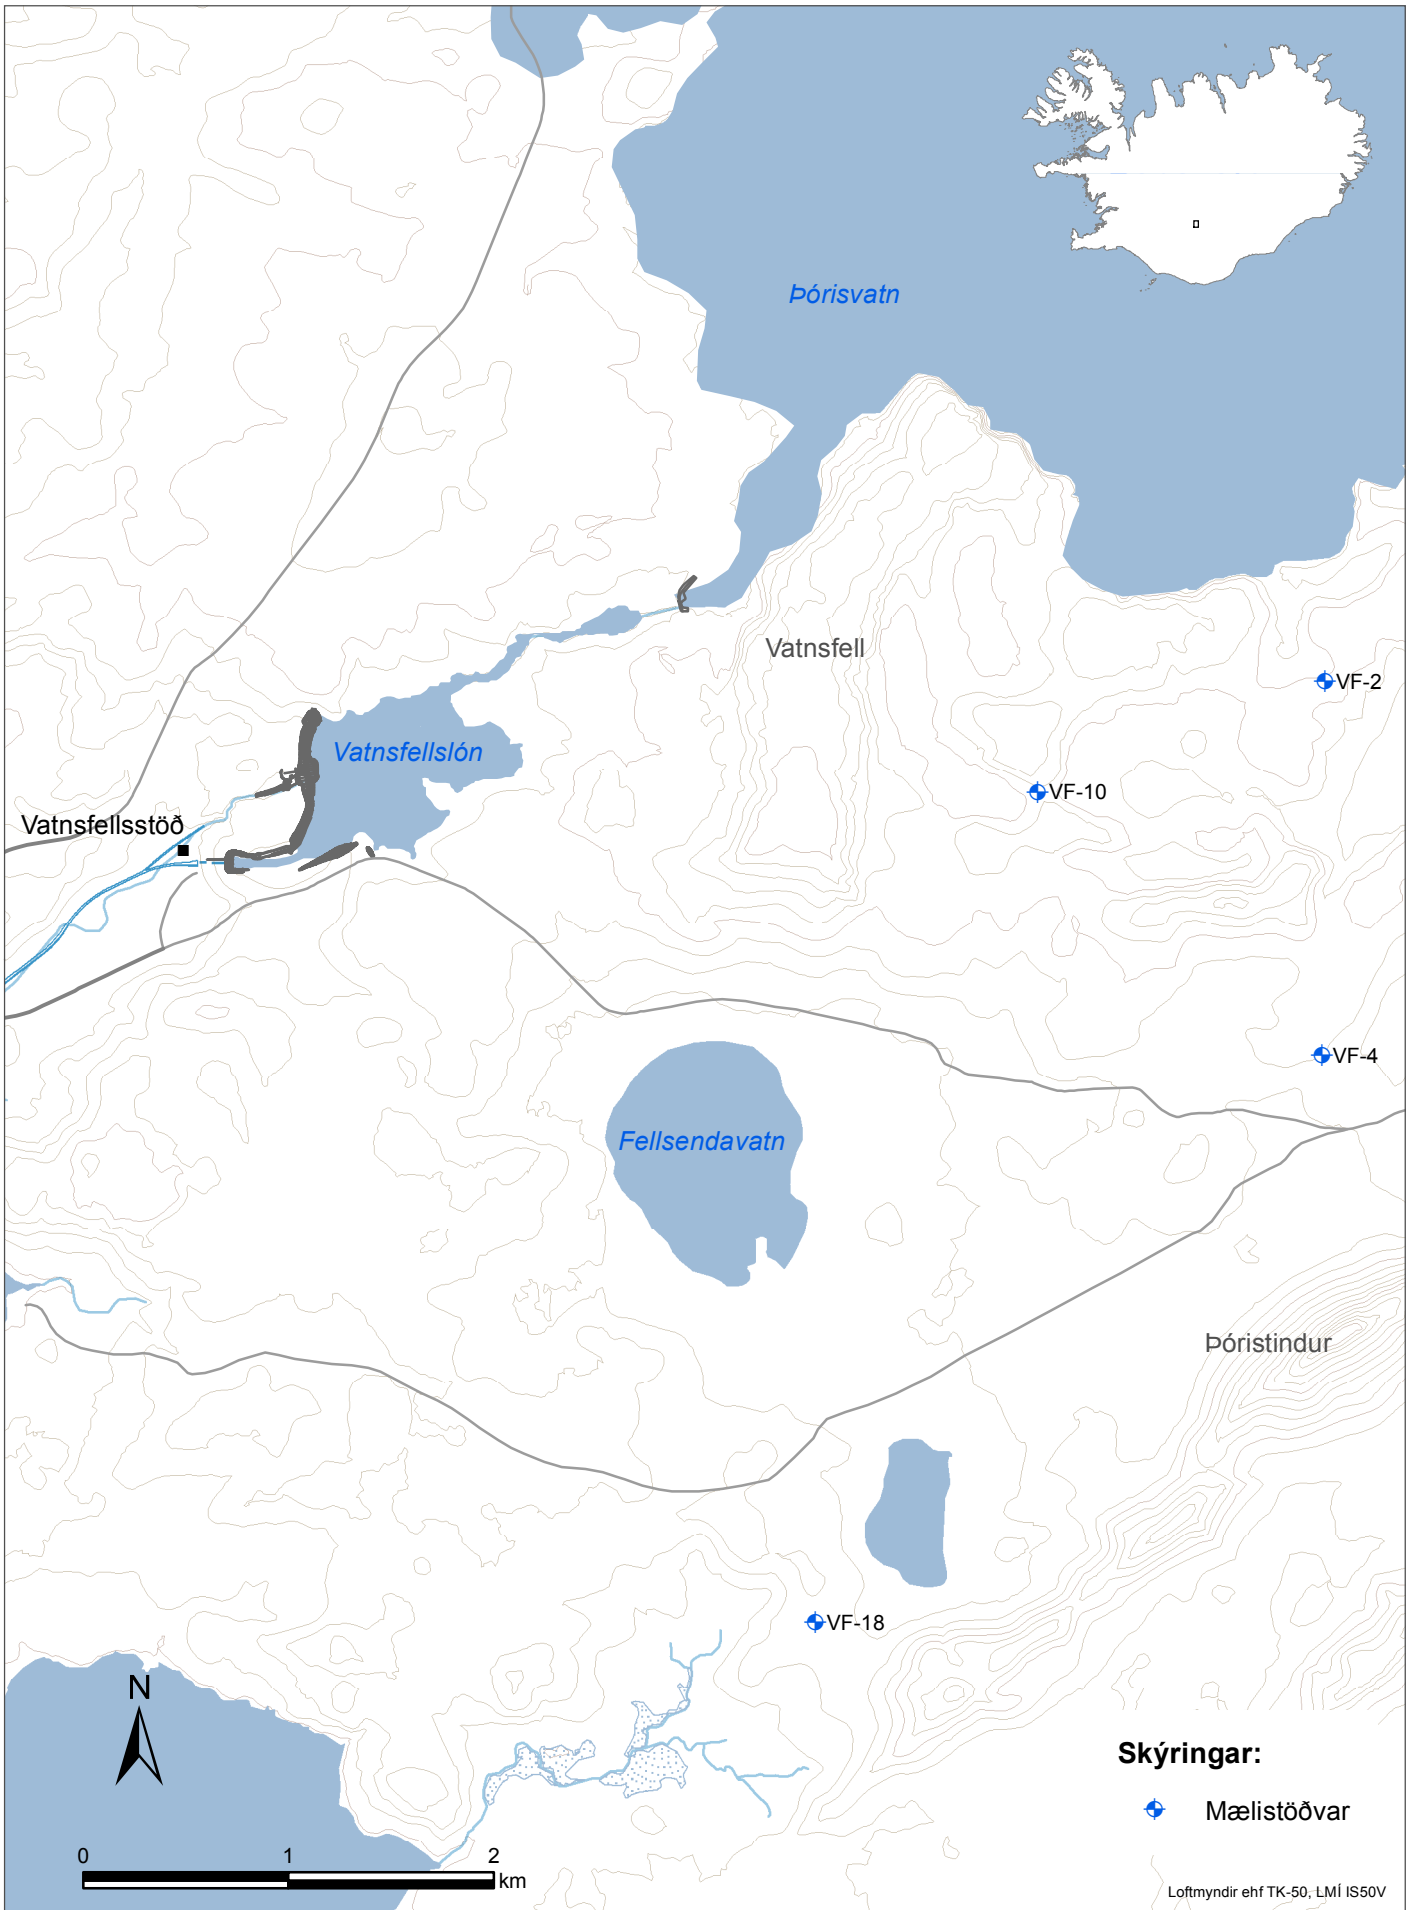 Þórisvatn
Vatnsfell
VF-2
Vatnsfellslón
VF-10
Vatnsfellsstöð
VF-4
Fellsendavatn
Þóristindur
VF-18
N
Skýringar:
Mælistöðvar
0 1 2
km
Loftmyndir ehf TK-50, LMÍ IS50V